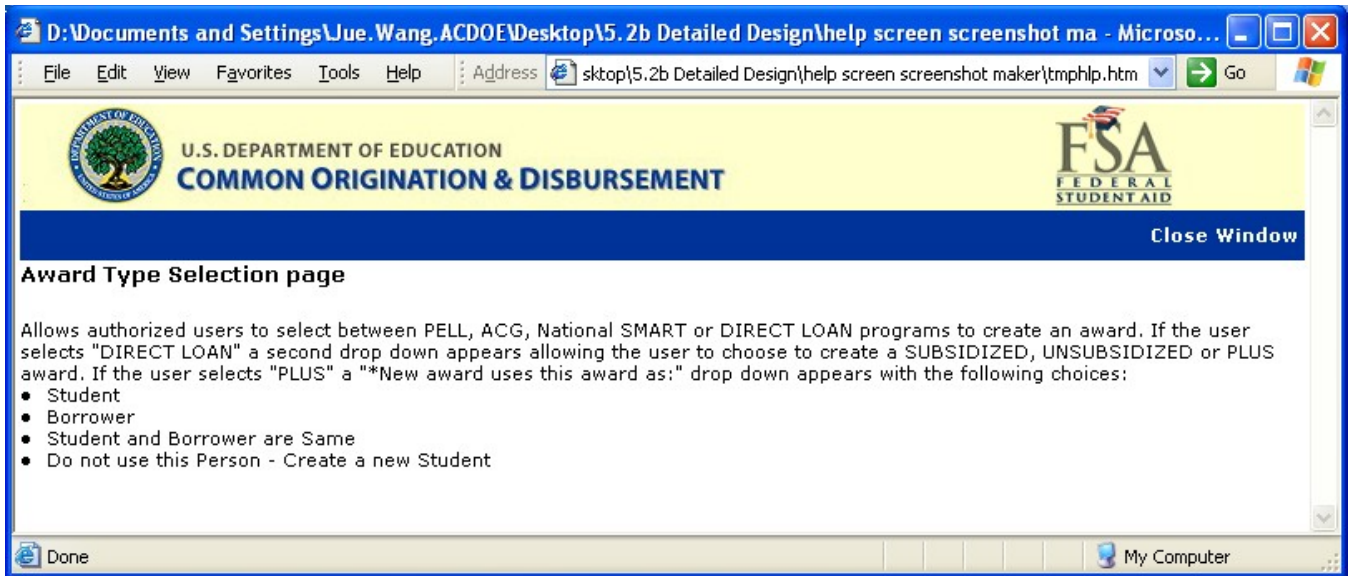 D:\Documents and Settings\Jue.Wang.ACDOE\Desktop\5.2b Detailed Design\help screen screenshot ma - Microso...
File Edit View Favorites Tools Help Address sktop\5.2b Detailed Design\help screen screenshot maker\tmphlp.htm Go
U.S. DEPARTMENT OF EDUCATION
COMMON ORIGINATION & DISBURSEMENT
FSA
FEDERAL
STUDENT AID
Close Window
Award Type Selection page
Allows authorized users to select between PELL, ACG, National SMART or DIRECT LOAN programs to create an award. If the user
selects "DIRECT LOAN" a second drop down appears allowing the user to choose to create a SUBSIDIZED, UNSUBSIDIZED or PLUS
award. If the user selects "PLUS" a "*New award uses this award as:" drop down appears with the following choices:
● Student
● Borrower
● Student and Borrower are Same
● Do not use this Person - Create a new Student
Done My Computer